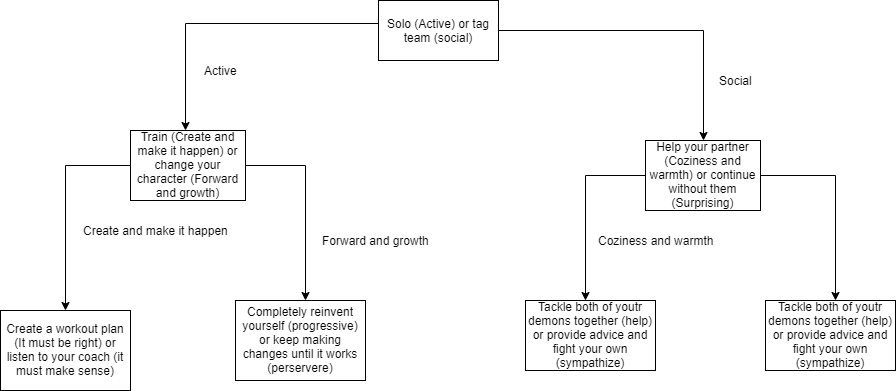 Solo (Active) or tag
team (social)
Active
Social
Train (Create and
make it happen) or
change your
character (Forward
and growth)
Help your partner
(Coziness and
warmth) or continue
without them
(Surprising)
Create and make it happen
Forward and growth
Coziness and warmth
Create a workout plan
(It must be right) or
listen to your coach (it
must make sense)
Completely reinvent
yourself (progressive)
or keep making
changes until it works
(perservere)
Tackle both of youtr
demons together (help)
or provide advice and
fight your own
(sympathize)
Tackle both of youtr
demons together (help)
or provide advice and
fight your own
(sympathize)